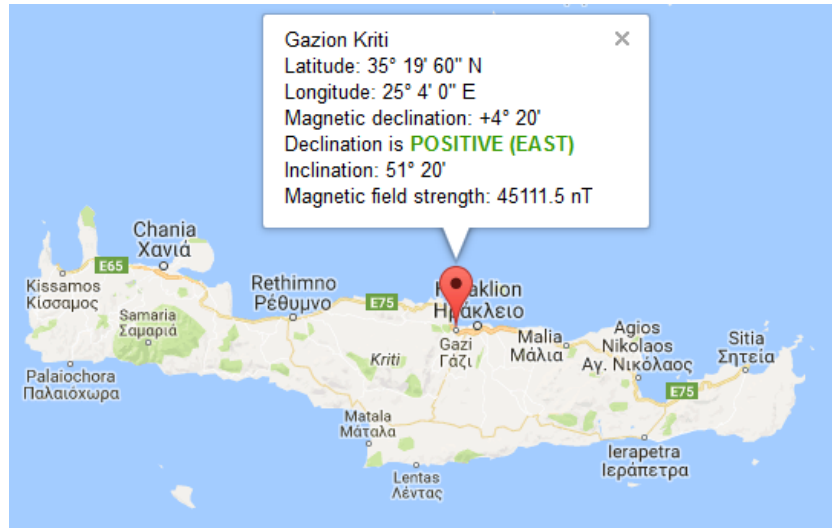 Gazion Kriti
Latitude: 35° 19' 60" N
Longitude: 25° 4' 0" E
Magnetic declination: +4° 20'
Declination is POSITIVE (EAST)
Inclination: 51° 20'
Magnetic field strength: 45111.5 nT
Chania
Χανιά
E65
Kissamos
Κίσσαμος
Samaria
Σαμαριά
Palaiochora
Παλαιόχωρα
Rethimno
Ρέθυμνο
E75
Kriti
Matala
Μάταλα
Lentas
Λέντας
Gazi
Γάζι
Malia
Μάλια
Agios
Nikolaos
Αγ. Νικόλαος
E75
Sitia
Σητεία
Ierapetra
Ιεράπετρα